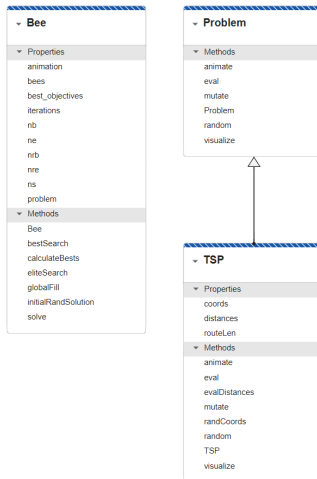 Bee
Properties
animation
bees
best_objectives
iterations
nb
ne
nrb
nre
ns
problem
Methods
Bee
bestSearch
calculateBests
eliteSearch
globalFill
initialRandSolution
solve
Problem
Methods
animate
eval
mutate
Problem
random
visualize
TSP
Properties
coords
distances
routeLen
Methods
animate
eval
evalDistances
mutate
randCoords
random
TSP
visualize